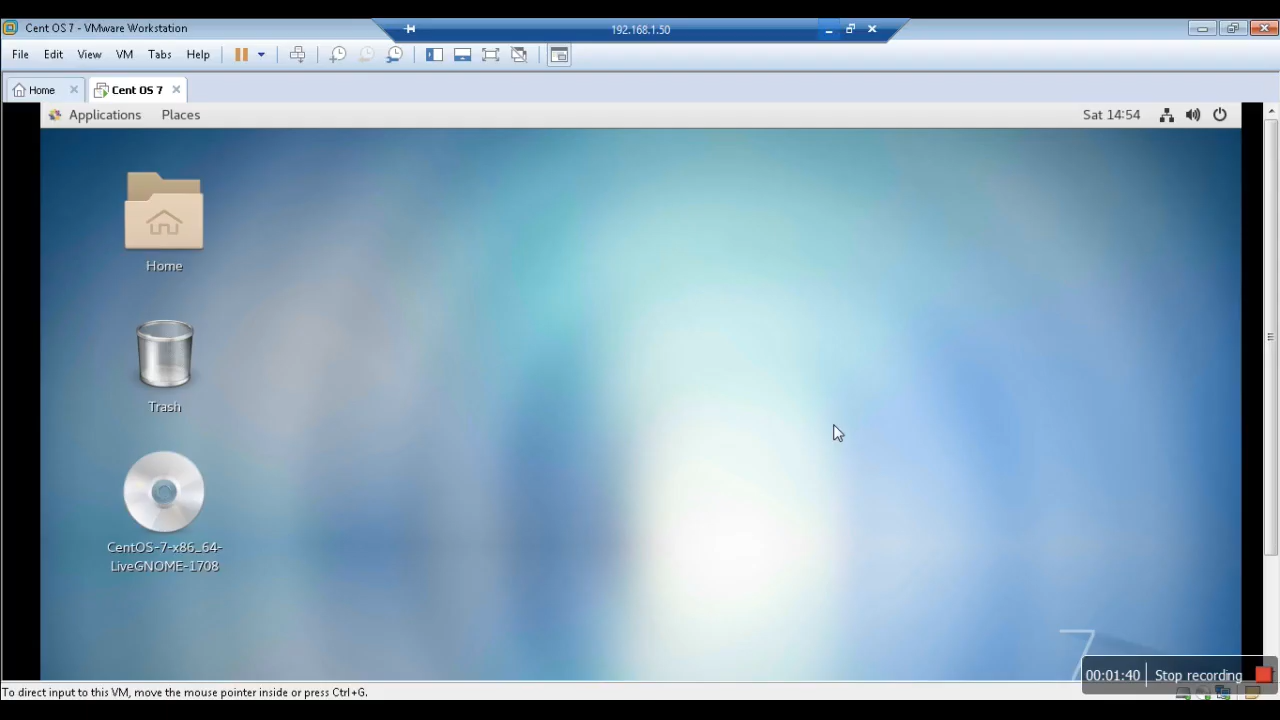 Cent OS 7 - VMware Workstation
192.168.1.50
File Edit View VM Tabs Help
Home Cent OS 7
Applications Places Sat 14:54
Home
Trash
CentOS-7-x86_64-
LiveGNOME-1708
7
00:01:40 Stop recording
To direct input to this VM, move the mouse pointer inside or press Ctrl+G.